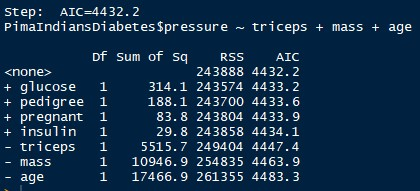 Step:  AIC=4432.2
PimaIndiansDiabetes$pressure ~ triceps + mass + age

            Df Sum of Sq    RSS    AIC
<none>                   243888 4432.2
+ glucose    1     314.1 243574 4433.2
+ pedigree   1     188.1 243700 4433.6
+ pregnant   1      83.8 243804 4433.9
+ insulin    1      29.8 243858 4434.1
- triceps    1    5515.7 249404 4447.4
- mass       1   10946.9 254835 4463.9
- age        1   17466.9 261355 4483.3